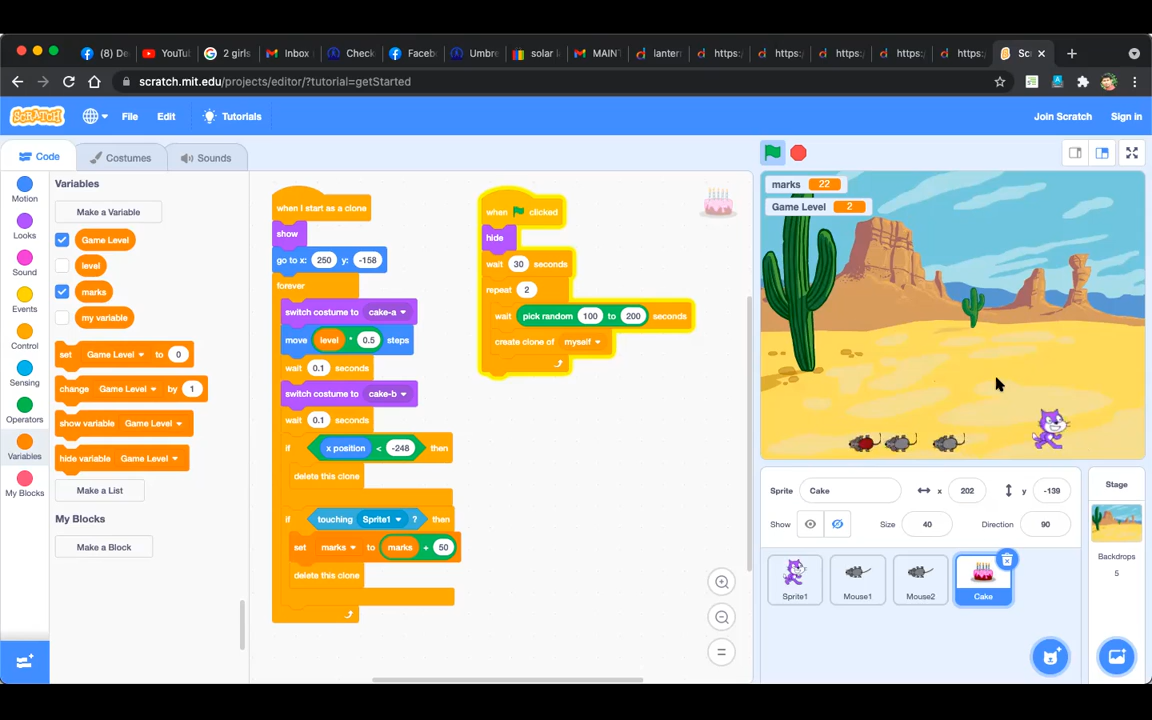 (8) De
YouTu
2 girls
Inbox
Check
Faceb
Umbre
solar l
MAIN
lantern
https:/
https:/
https:/
https:/
https:/
Scr
scratch.mit.edu/projects/editor/?tutorial=getStarted
SCRATCH
File
Edit
Tutorials
Join Scratch
Sign in
Code
Costumes
Sounds
Motion
Looks
Sound
Events
Control
Sensing
Operators
Variables
My Blocks
Variables
Make a Variable
Game Level
level
marks
my variable
set Game Level to 0
change Game Level by 1
show variable Game Level
hide variable Game Level
Make a List
My Blocks
Make a Block
when I start as a clone
show
go to x: 250 y: -158
forever
switch costume to cake-a
move level * 0.5 steps
wait 0.1 seconds
switch costume to cake-b
wait 0.1 seconds
if x position < -248 then
delete this clone
if touching Sprite1 ? then
set marks to marks + 50
delete this clone
when clicked
hide
wait 30 seconds
repeat 2
wait pick random 100 to 200 seconds
create clone of myself
marks 22
Game Level 2
Sprite
Cake
x 202
y -139
Show
Size 40
Direction 90
Sprite1
Mouse1
Mouse2
Cake
Stage
Backdrops
5